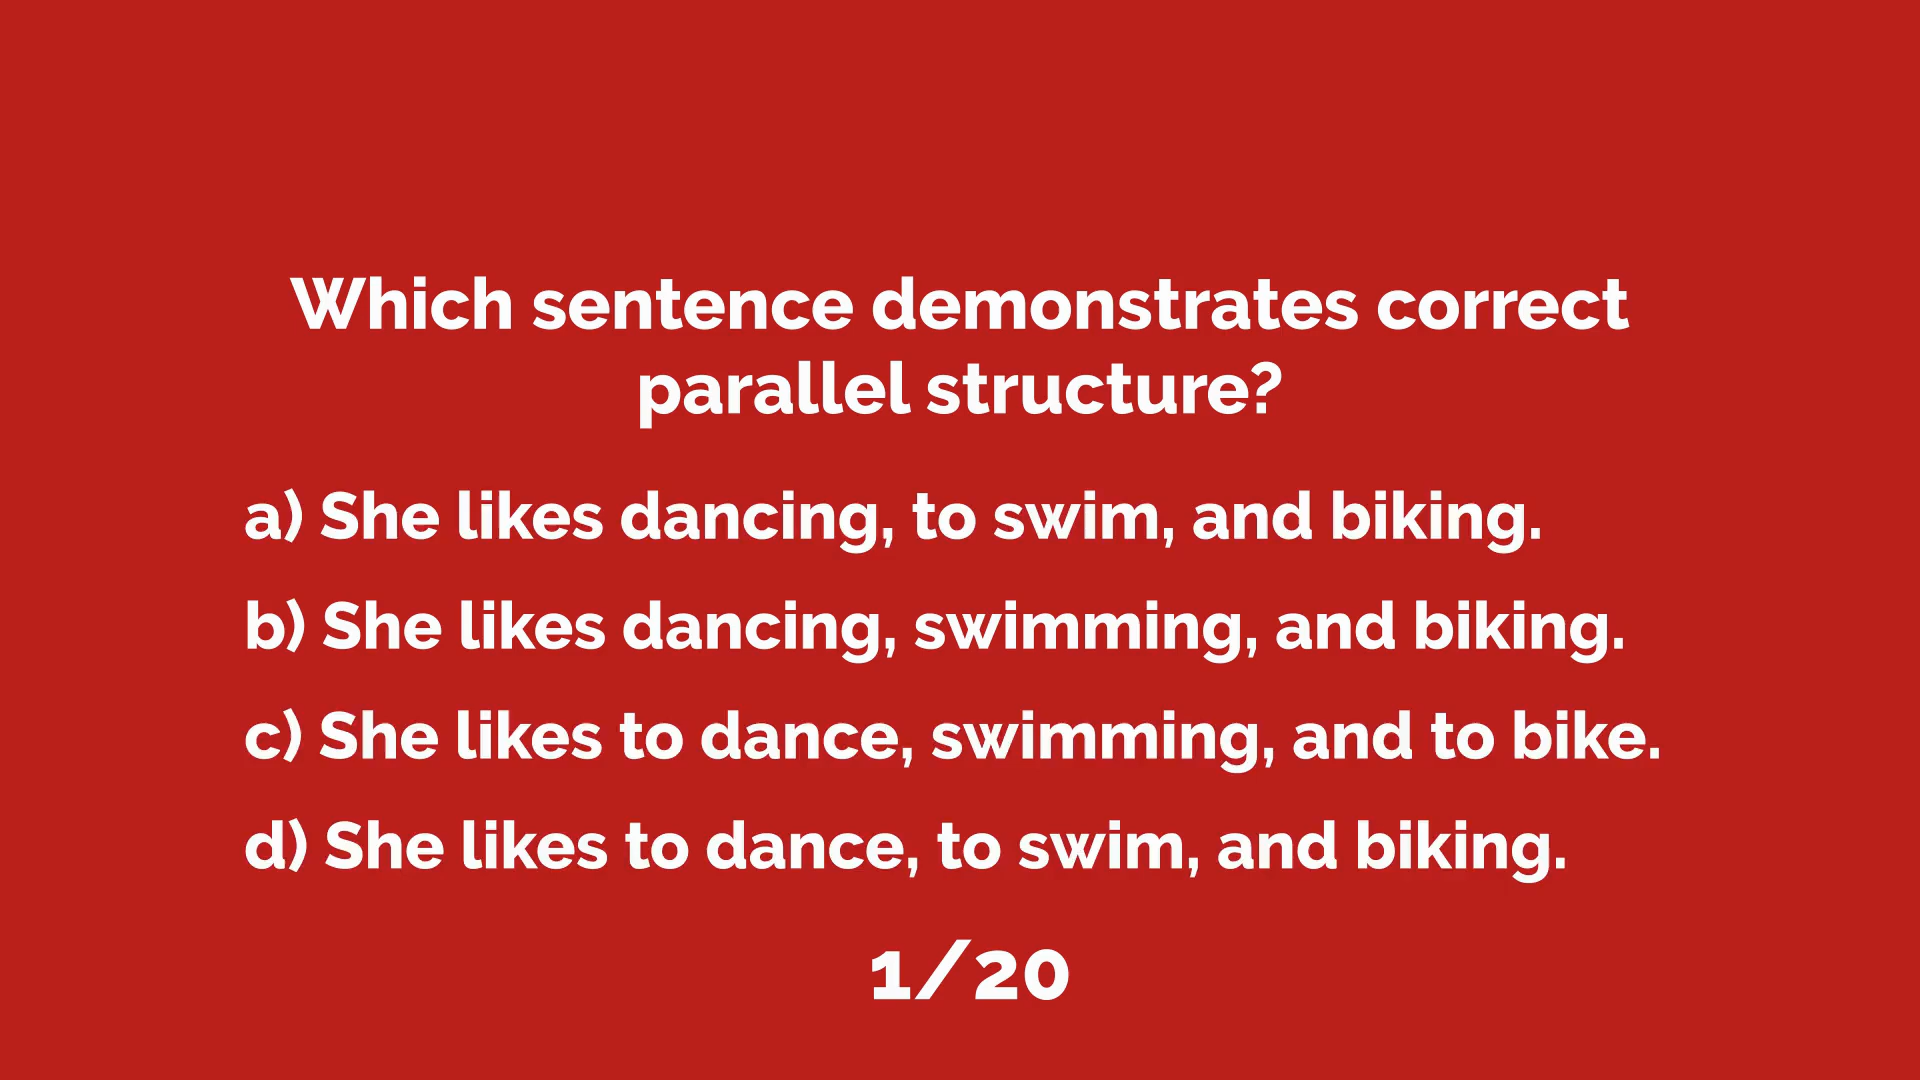 Which sentence demonstrates correct
parallel structure?
a) She likes dancing, to swim, and biking.
b) She likes dancing, swimming, and biking.
c) She likes to dance, swimming, and to bike.
d) She likes to dance, to swim, and biking.
1/20